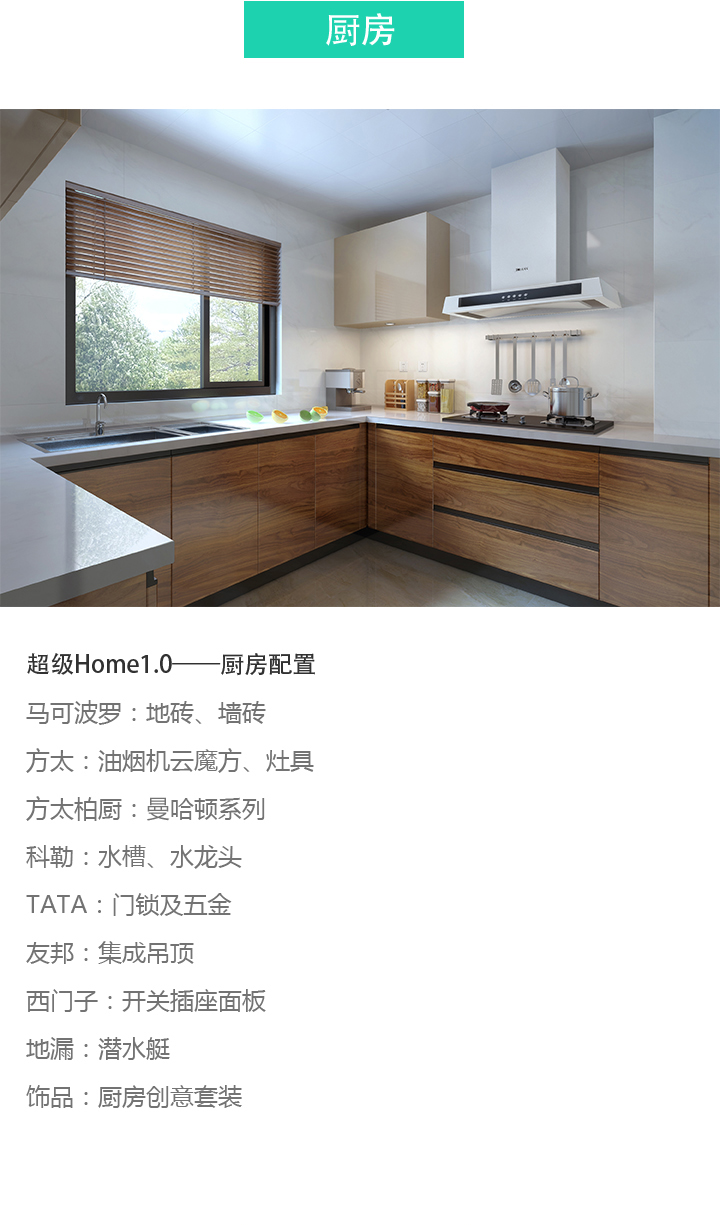 厨房
超级Home1.0——厨房配置
马可波罗：地砖、墙砖
方太：油烟机云魔方、灶具
方太柏厨：曼哈顿系列
科勒：水槽、水龙头
TATA：门锁及五金
友邦：集成吊顶
西门子：开关插座面板
地漏：潜水艇
饰品：厨房创意套装